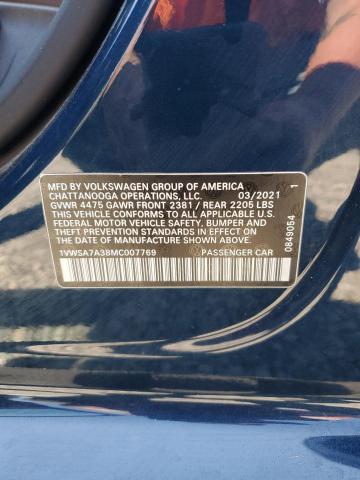 MFD BY VOLKSWAGEN GROUP OF AMERICA
CHATTANOOGA OPERATIONS, LLC. 03/2021
GVWR 4475 GAWR FRONT 2381 / REAR 2205 LBS
THIS VEHICLE CONFORMS TO ALL APPLICABLE U.S.
FEDERAL MOTOR VEHICLE SAFETY, BUMPER AND
THEFT PREVENTION STANDARDS IN EFFECT ON THE
DATE OF MANUFACTURE SHOWN ABOVE.
1VWSA7A38MC007769 PASSENGER CAR
0849054 1